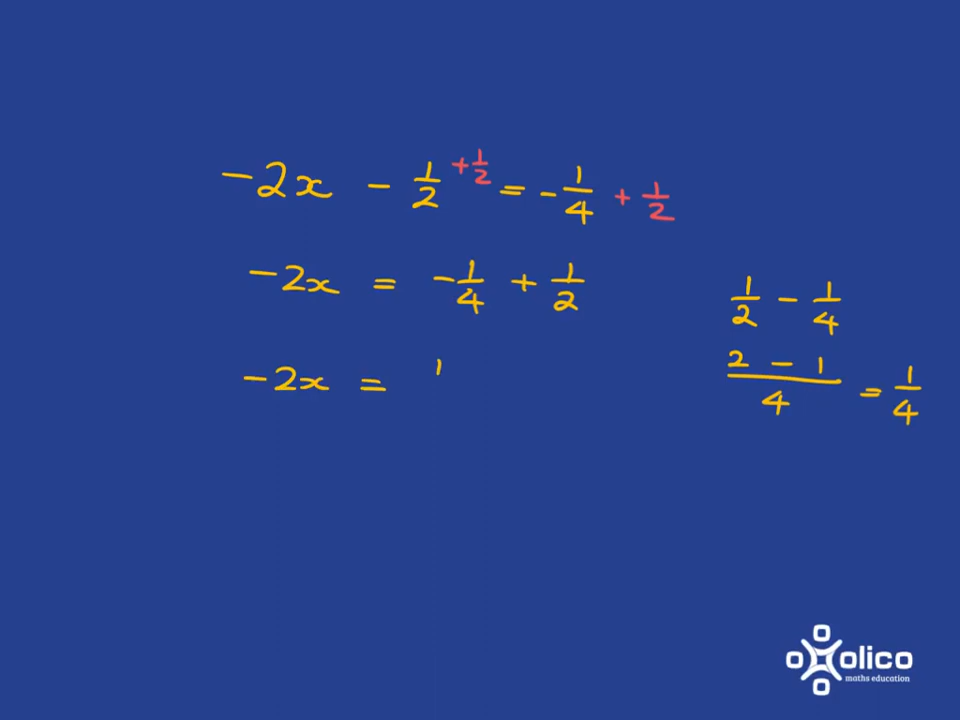 -2x - 1/2 + 1/2 = -1/4 + 1/2
-2x = -1/4 + 1/2
-2x = 1
1/2 - 1/4
(2 - 1)/4 = 1/4
olico
maths education